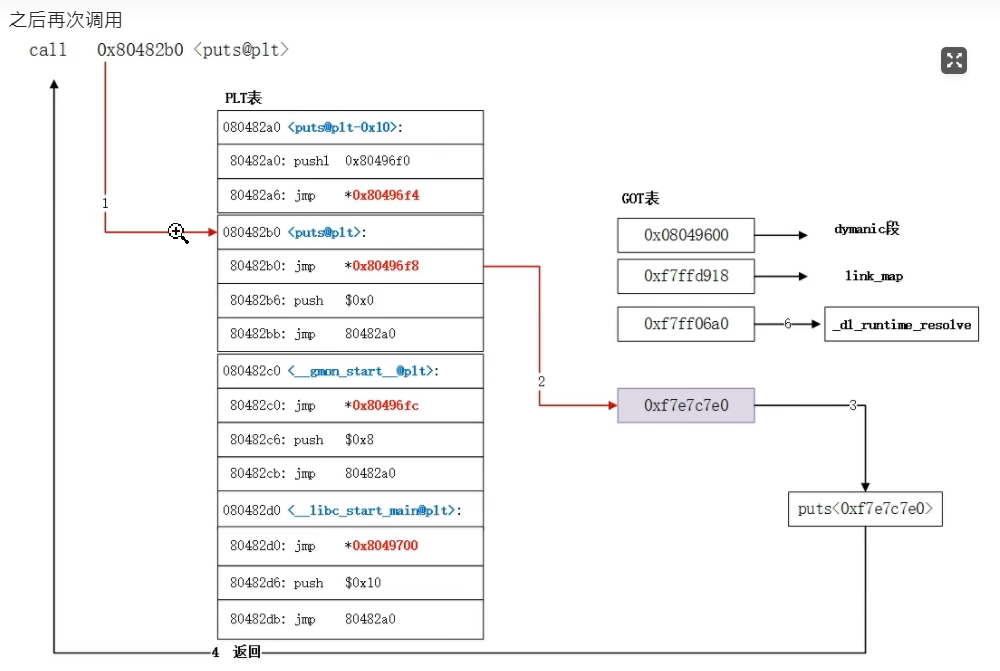 之后再次调用
call 0x80482b0 <puts@plt>
PLT表
080482a0 <puts@plt-0x10>:
80482a0: pushl 0x80496f0
80482a6: jmp *0x80496f4
1
080482b0 <puts@plt>:
80482b0: jmp *0x80496f8
80482b6: push $0x0
80482bb: jmp 80482a0
080482c0 <__gmon_start__@plt>:
80482c0: jmp *0x80496fc
80482c6: push $0x8
80482cb: jmp 80482a0
080482d0 <__libc_start_main@plt>:
80482d0: jmp *0x8049700
80482d6: push $0x10
80482db: jmp 80482a0
GOT表
0x08049600
dymanic段
0xf7ffd918
link_map
0xf7ff06a0
6
_dl_runtime_resolve
2
0xf7e7c7e0
3
puts<0xf7e7c7e0>
4 返回